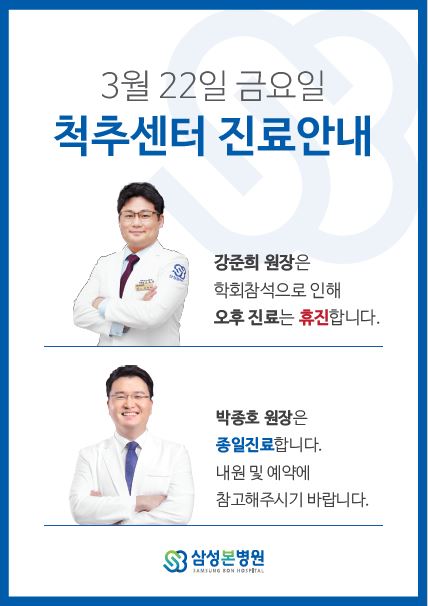 3월 22일 금요일
척추센터 진료안내
강준희 원장은
학회참석으로 인해
오후 진료는 휴진합니다.
박종호 원장은
종일진료합니다.
내원 및 예약에
참고해주시기 바랍니다.
삼성본병원
SAMSUNG BON HOSPITAL